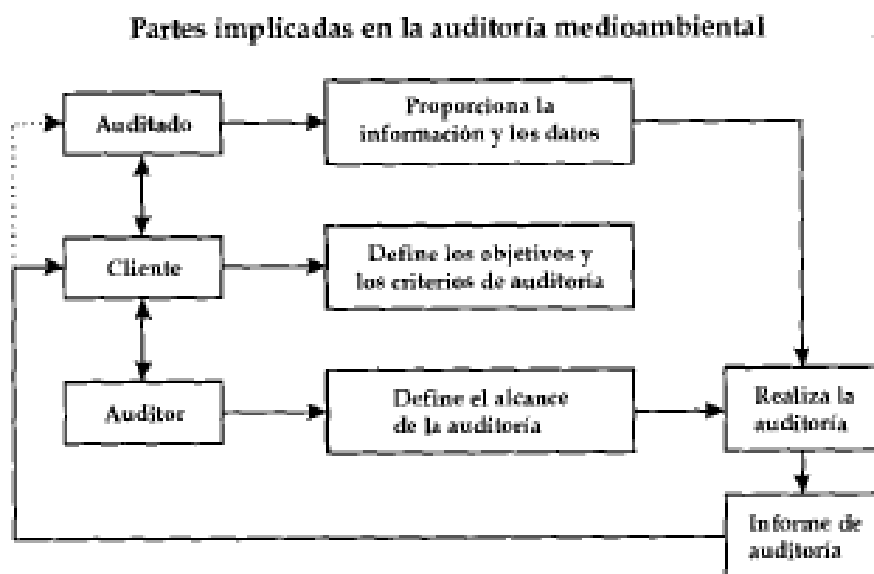 Partes implicadas en la auditoría medioambiental
Auditado
Proporciona la
información y los datos
Cliente
Define los objetivos y
los criterios de auditoría
Auditor
Define el alcance
de la auditoría
Realiza la
auditoría
Informe de
auditoría